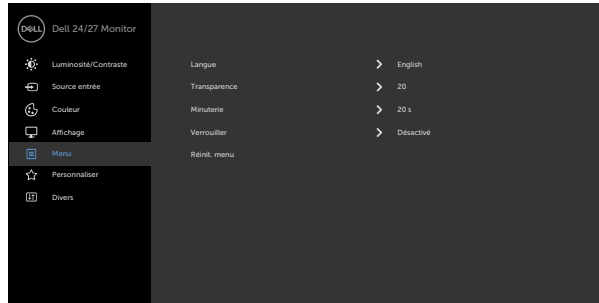 DELL
Dell 24/27 Monitor
Luminosité/Contraste
Source entrée
Couleur
Affichage
Menu
Personnaliser
Divers
Langue
English
Transparence
20
Minuterie
20 s
Verrouiller
Désactivé
Réinit. menu